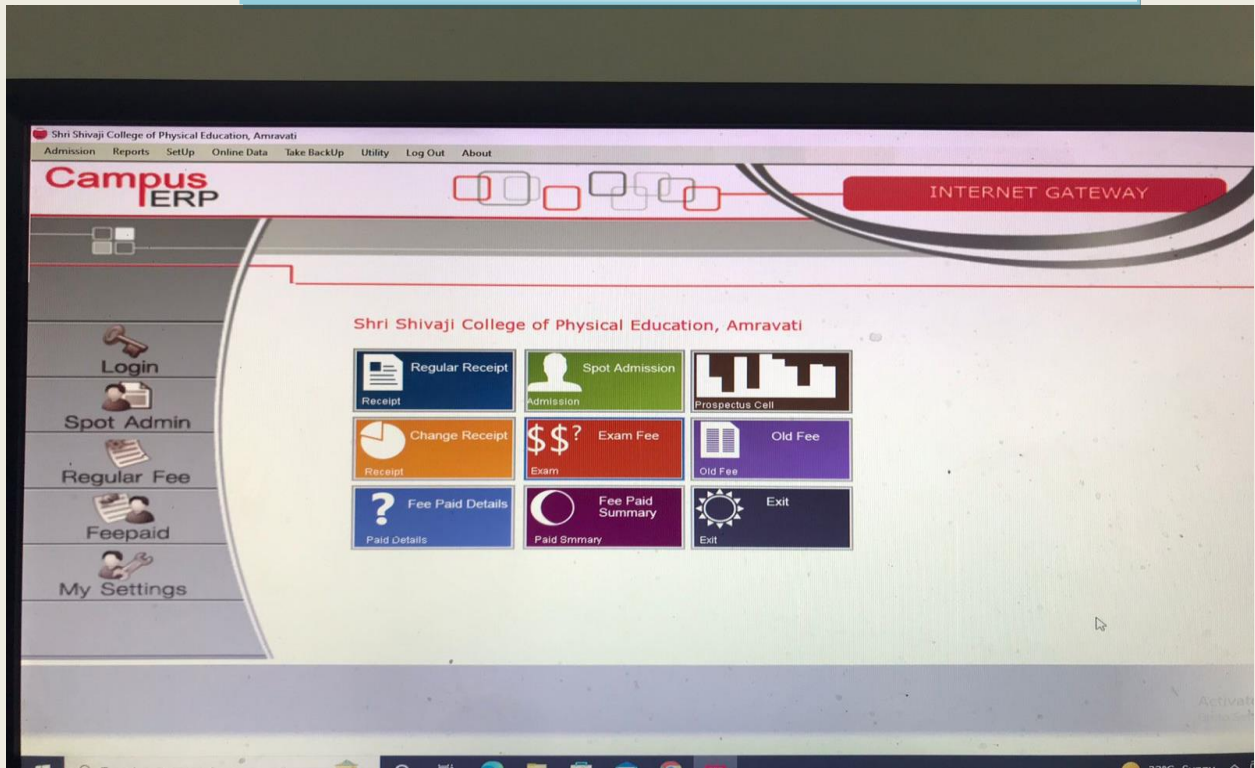 Shri Shivaji College of Physical Education, Amravati
Admission Reports SetUp Online Data Take BackUp Utility Log Out About
Campus
ERP
INTERNET GATEWAY
Login
Spot Admin
Regular Fee
Feepaid
My Settings
Shri Shivaji College of Physical Education, Amravati
Regular Receipt
Receipt
Spot Admission
Admission
Prospectus Cell
Change Receipt
Receipt
$$? Exam Fee
Exam
Old Fee
Old Fee
? Fee Paid Details
Paid Details
Fee Paid
Summary
Paid Smmary
Exit
Exit